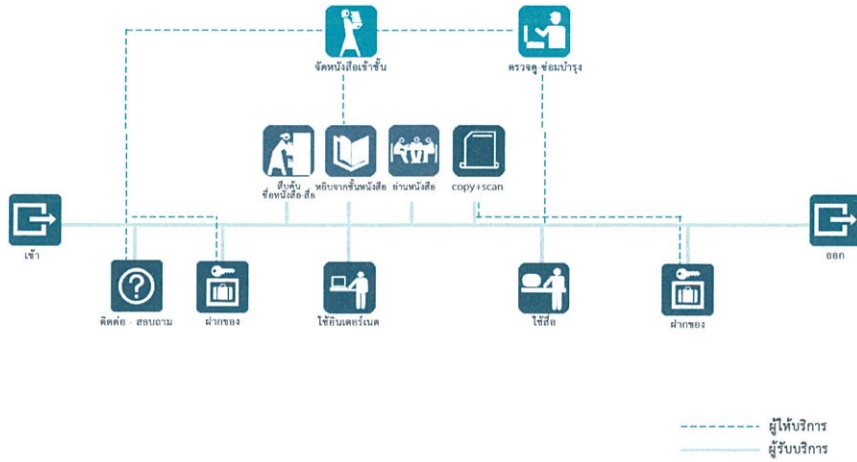 จัดหนังสือเข้าชั้น
ตรวจดู ซ่อมบำรุง
สืบค้น
ชื่อหนังสือ-สื่อ
หยิบจากชั้นหนังสือ
อ่านหนังสือ
copy+scan
เข้า
ออก
ติดต่อ - สอบถาม
ฝากของ
ใช้อินเตอร์เนต
ใช้สื่อ
ฝากของ
ผู้ให้บริการ
ผู้รับบริการ